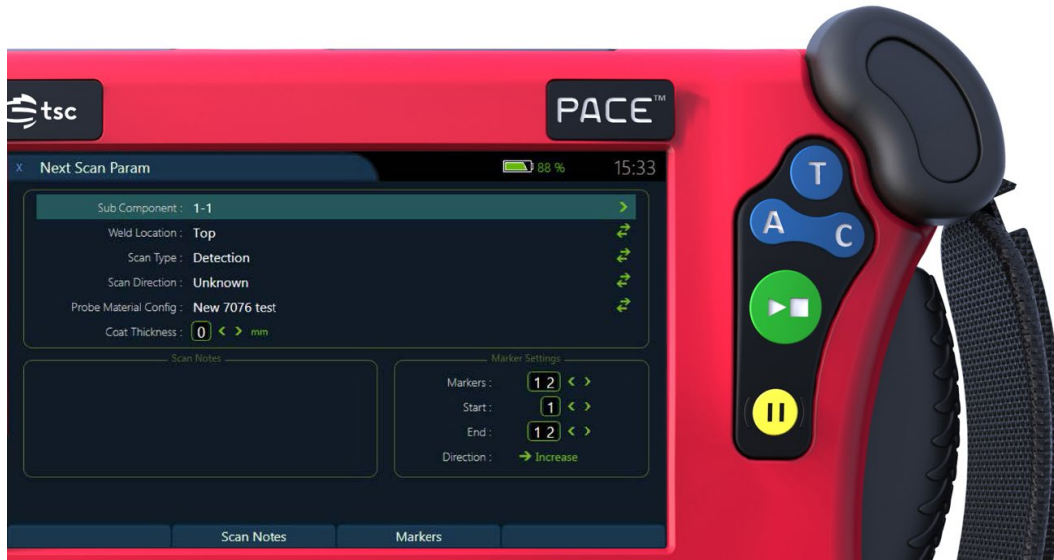 tsc
PACE™
X Next Scan Param 88 % 15:33
Sub Component : 1-1
Weld Location : Top
Scan Type : Detection
Scan Direction : Unknown
Probe Material Config : New 7076 test
Coat Thickness : 0 < > mm
Scan Notes
Marker Settings
Markers : 12 < >
Start : 1 < >
End : 12 < >
Direction : → Increase
Scan Notes Markers
T
A C